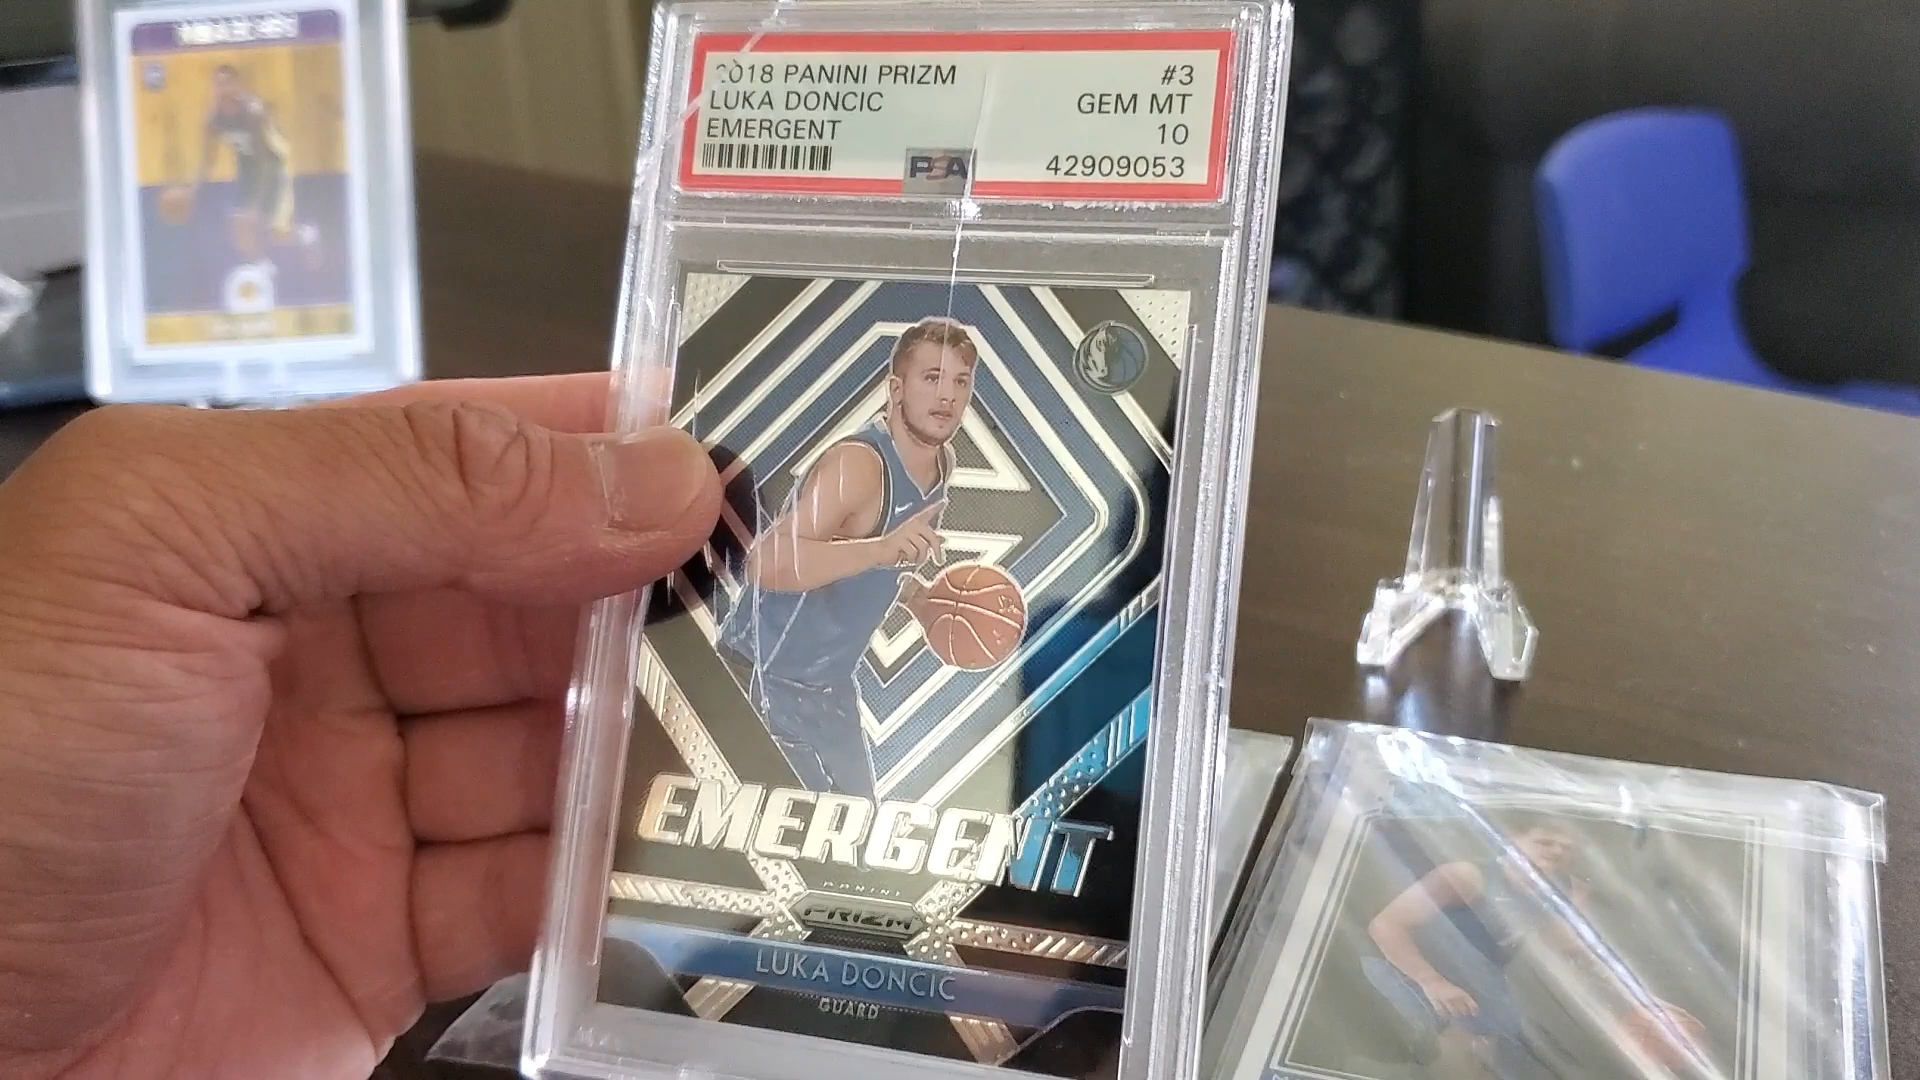 2018 PANINI PRIZM #3
LUKA DONCIC GEM MT
EMERGENT 10
PSA 42909053
EMERGENT
PANINI
PRIZM
LUKA DONCIC
GUARD